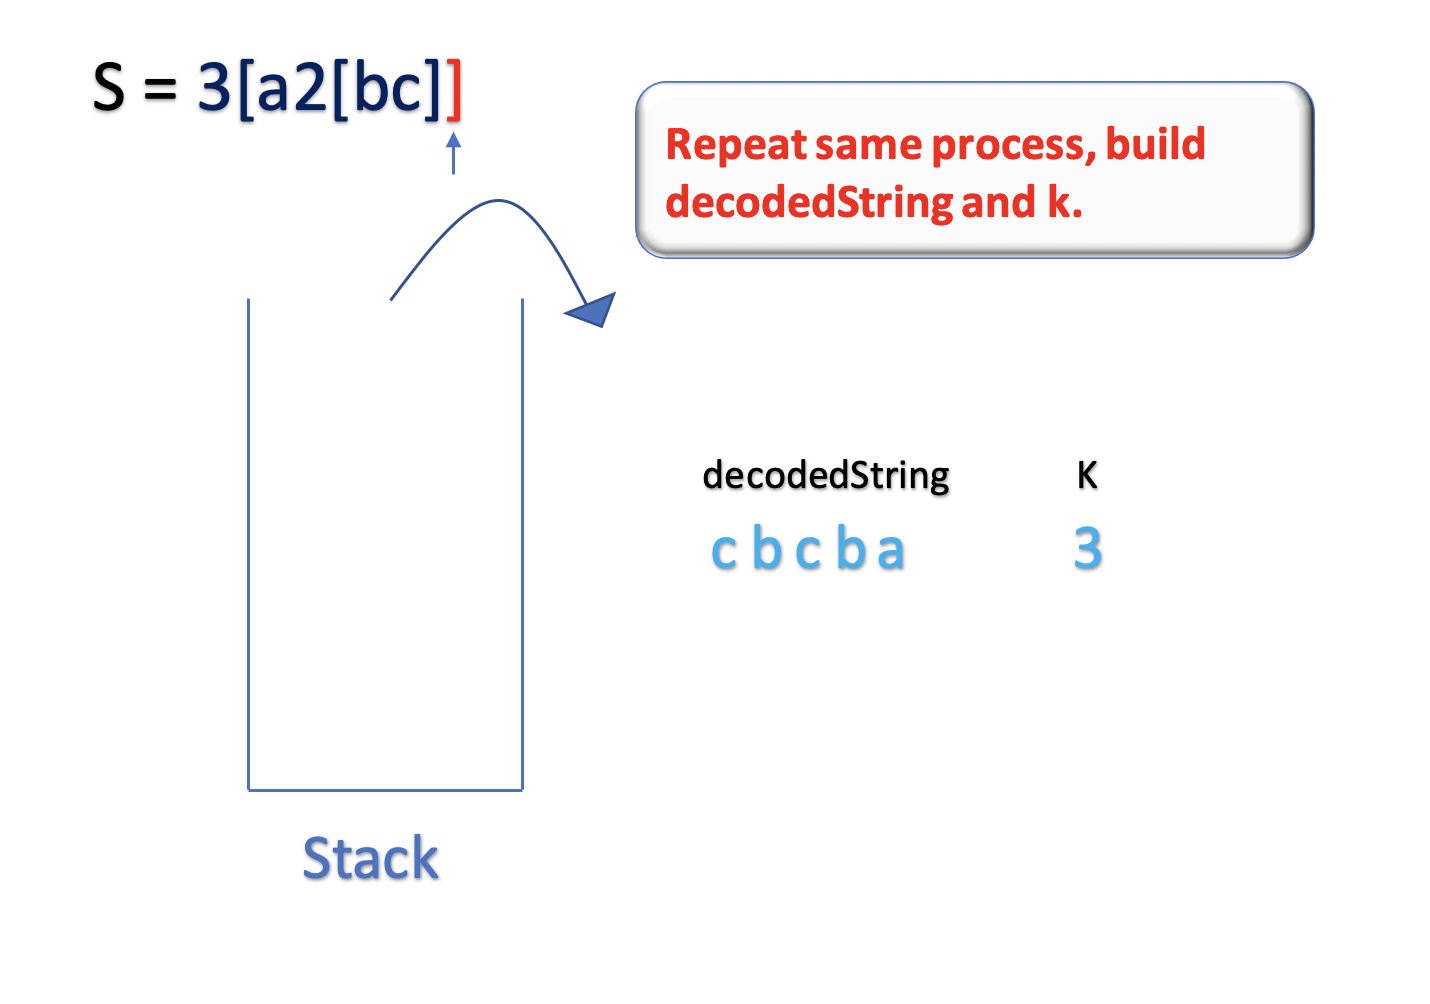 S = 3[a2[bc]]
Repeat same process, build
decodedString and k.
decodedString K
c b c b a 3
Stack